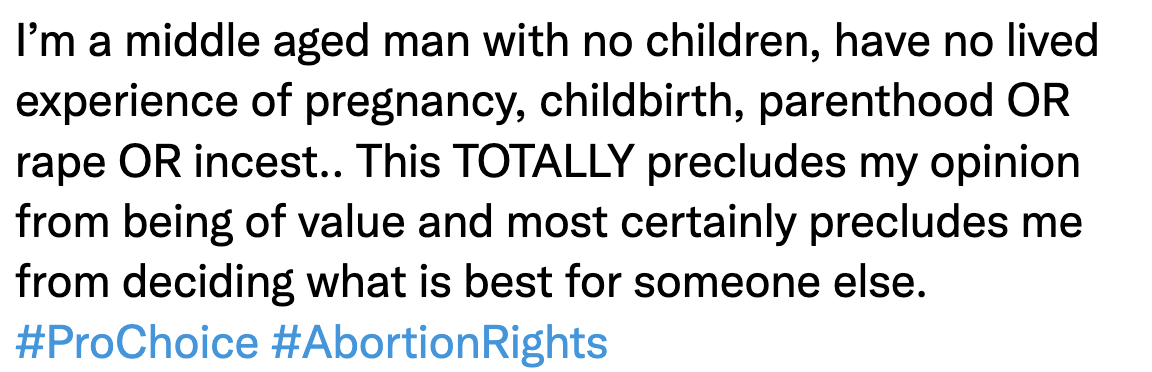 I’m a middle aged man with no children, have no lived
experience of pregnancy, childbirth, parenthood OR
rape OR incest.. This TOTALLY precludes my opinion
from being of value and most certainly precludes me
from deciding what is best for someone else.
#ProChoice #AbortionRights